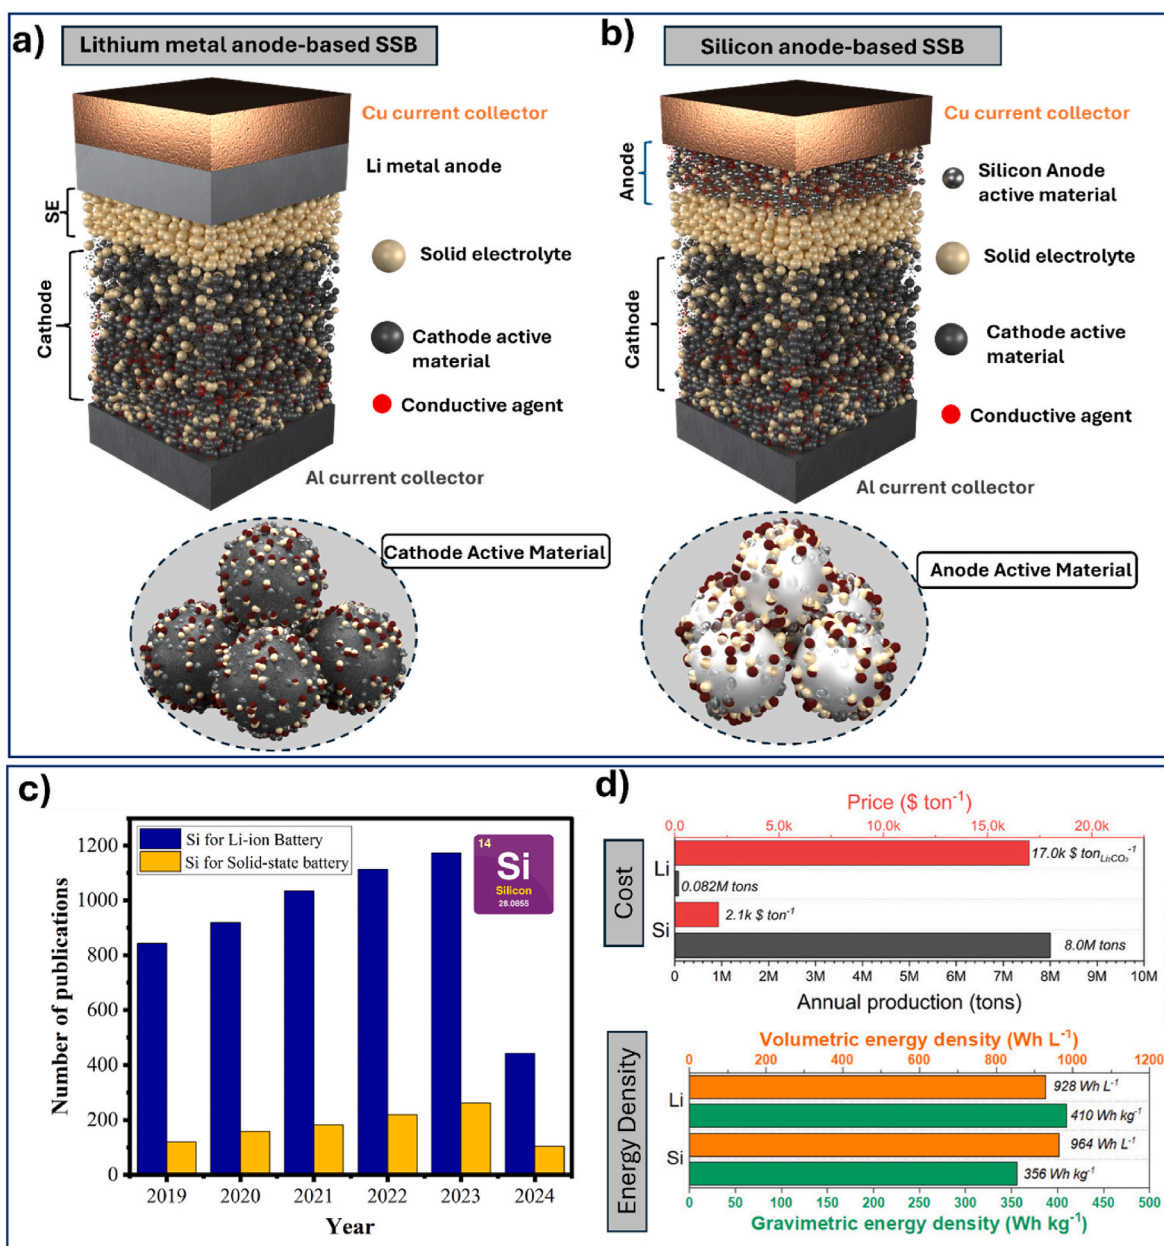 a)
Lithium metal anode-based SSB
Cu current collector
Li metal anode
SE
Solid electrolyte
Cathode
Cathode active
material
Conductive agent
Al current collector
Cathode Active Material
b)
Silicon anode-based SSB
Cu current collector
Anode
Silicon Anode
active material
Solid electrolyte
Cathode
Cathode active
material
Conductive agent
Al current collector
Anode Active Material
c)
Number of publications
1200
1000
800
600
400
200
0
Si for Li-ion Battery
Si for Solid-state battery
14
Si
Silicon
28.0855
2019 2020 2021 2022 2023 2024
Year
d)
Cost
Price ($ ton⁻¹)
0.0 5.0k 10.0k 15.0k 20.0k
Li
17.0k $ ton Li₂CO₃⁻¹
0.082M tons
Si
2.1k $ ton⁻¹
8.0M tons
0 1M 2M 3M 4M 5M 6M 7M 8M 9M 10M
Annual production (tons)
Energy Density
Volumetric energy density (Wh L⁻¹)
0 200 400 600 800 1000 1200
Li
928 Wh L⁻¹
410 Wh kg⁻¹
Si
964 Wh L⁻¹
356 Wh kg⁻¹
0 50 100 150 200 250 300 350 400 450 500
Gravimetric energy density (Wh kg⁻¹)